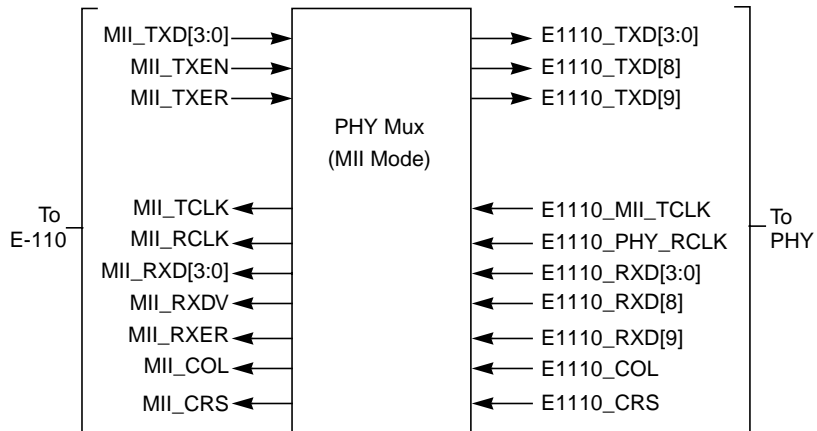 MII_TXD[3:0] E1110_TXD[3:0]
MII_TXEN E1110_TXD[8]
MII_TXER E1110_TXD[9]
PHY Mux
(MII Mode)
MII_TCLK E1110_MII_TCLK
To
E-110
To
PHY
MII_RCLK E1110_PHY_RCLK
MII_RXD[3:0] E1110_RXD[3:0]
MII_RXDV E1110_RXD[8]
MII_RXER E1110_RXD[9]
MII_COL E1110_COL
MII_CRS E1110_CRS